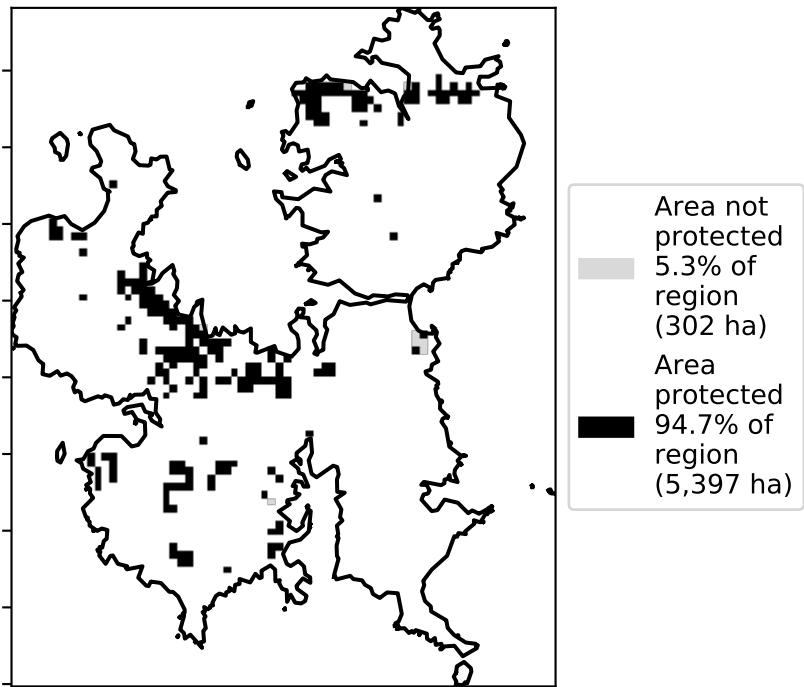 Area not
protected
5.3% of
region
(302 ha)
Area
protected
94.7% of
region
(5,397 ha)